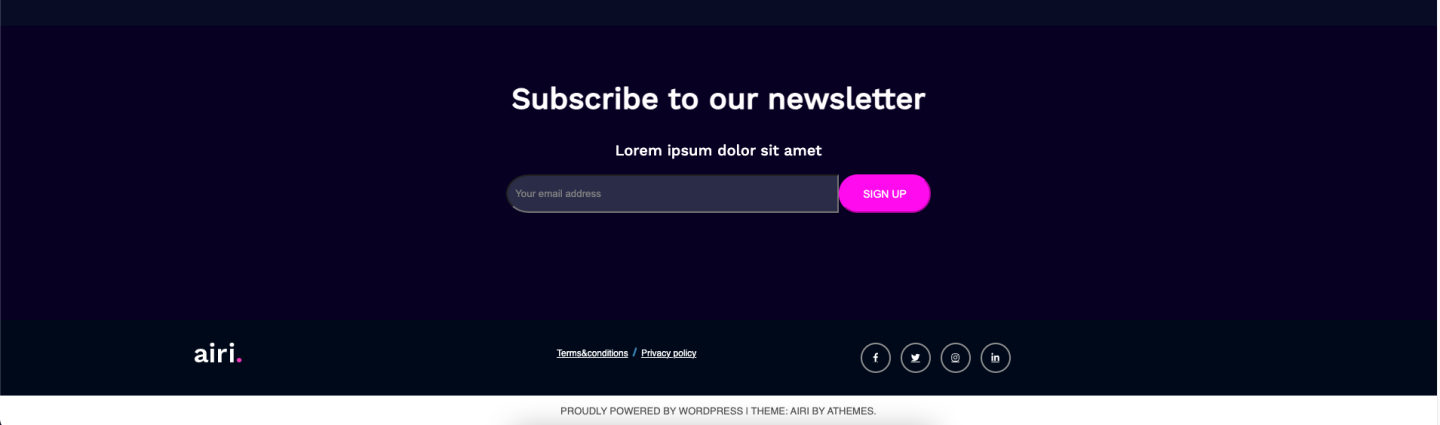 Subscribe to our newsletter
Lorem ipsum dolor sit amet
Your email address SIGN UP
airi. Terms&conditions / Privacy policy f in
PROUDLY POWERED BY WORDPRESS | THEME: AIRI BY ATHEMES.